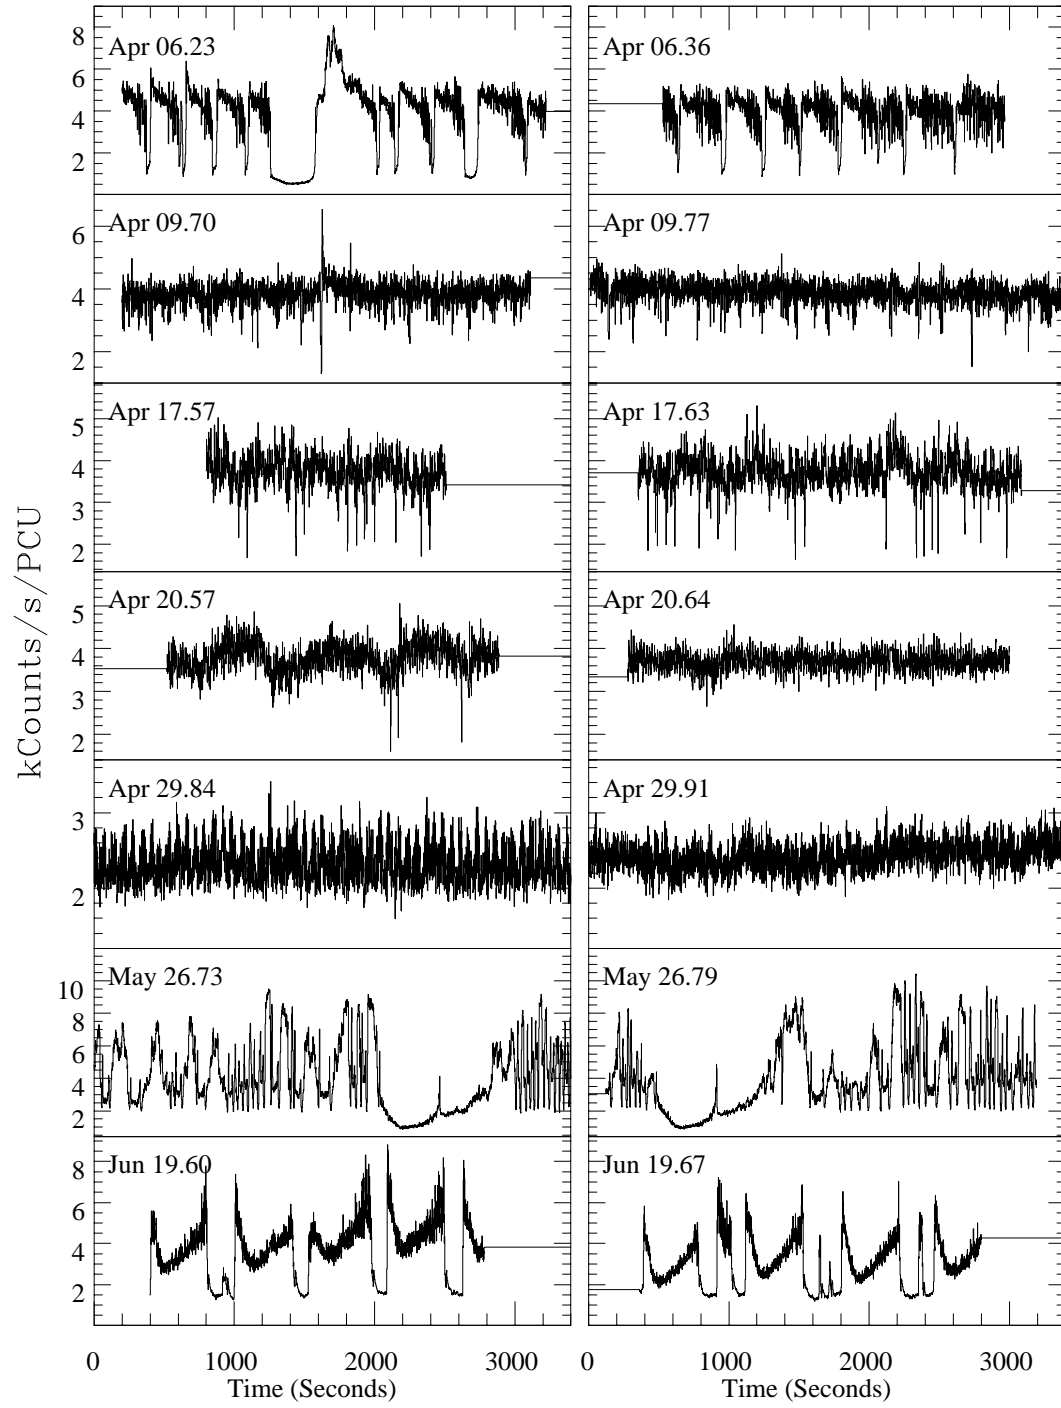 kCounts/s/PCU
Apr 06.23
8
6
4
2
Apr 06.36
Apr 09.70
6
4
2
Apr 09.77
Apr 17.57
5
4
3
2
Apr 17.63
Apr 20.57
5
4
3
2
Apr 20.64
Apr 29.84
3
2
Apr 29.91
May 26.73
10
8
6
4
2
May 26.79
Jun 19.60
8
6
4
2
Jun 19.67
0 1000 2000 3000
0 1000 2000 3000
Time (Seconds)
Time (Seconds)